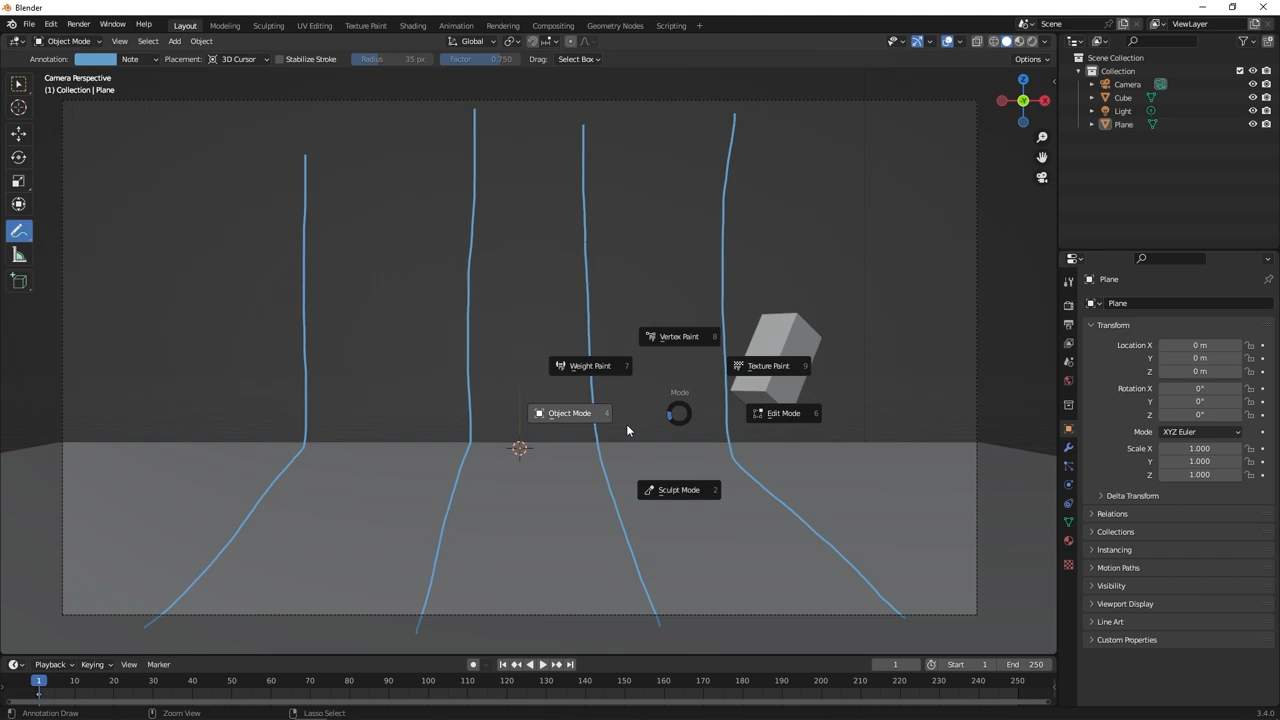 Blender
File Edit Render Window Help Layout Modeling Sculpting UV Editing Texture Paint Shading Animation Rendering Compositing Geometry Nodes Scripting + Scene ViewLayer
Object Mode View Select Add Object Global
Annotation: Note Placement: 3D Cursor Stabilize Stroke Radius 35 px Factor 0.750 Drag: Select Box Options
Camera Perspective
(1) Collection | Plane
Z
X
-Y
Scene Collection
Collection
Camera
Cube
Light
Plane
Vertex Paint 8
Weight Paint 7
Texture Paint 9
Mode
Object Mode 4
Edit Mode 6
Sculpt Mode 2
Plane
Plane
Transform
Location X 0 m
Y 0 m
Z 0 m
Rotation X 0°
Y 0°
Z 0°
Mode XYZ Euler
Scale X 1.000
Y 1.000
Z 1.000
Delta Transform
Relations
Collections
Instancing
Motion Paths
Visibility
Viewport Display
Line Art
Custom Properties
Playback Keying View Marker 1 Start 1 End 250
1 10 20 30 40 50 60 70 80 90 100 110 120 130 140 150 160 170 180 190 200 210 220 230 240 250
Annotation Draw Zoom View Lasso Select 3.4.0